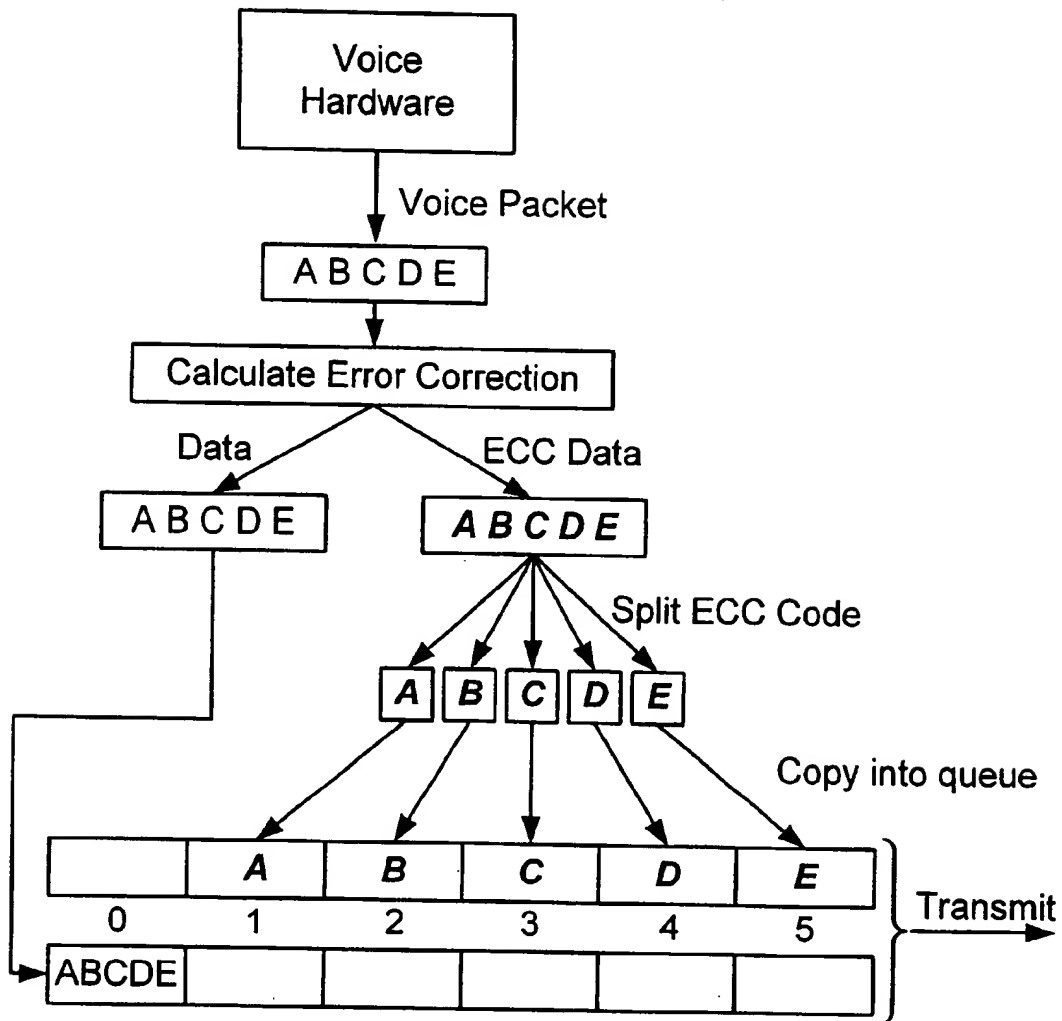 Voice
Hardware
Voice Packet
A B C D E
Calculate Error Correction
Data
ECC Data
A B C D E
A B C D E
Split ECC Code
A B C D E
Copy into queue
A B C D E
0 1 2 3 4 5
Transmit
ABCDE